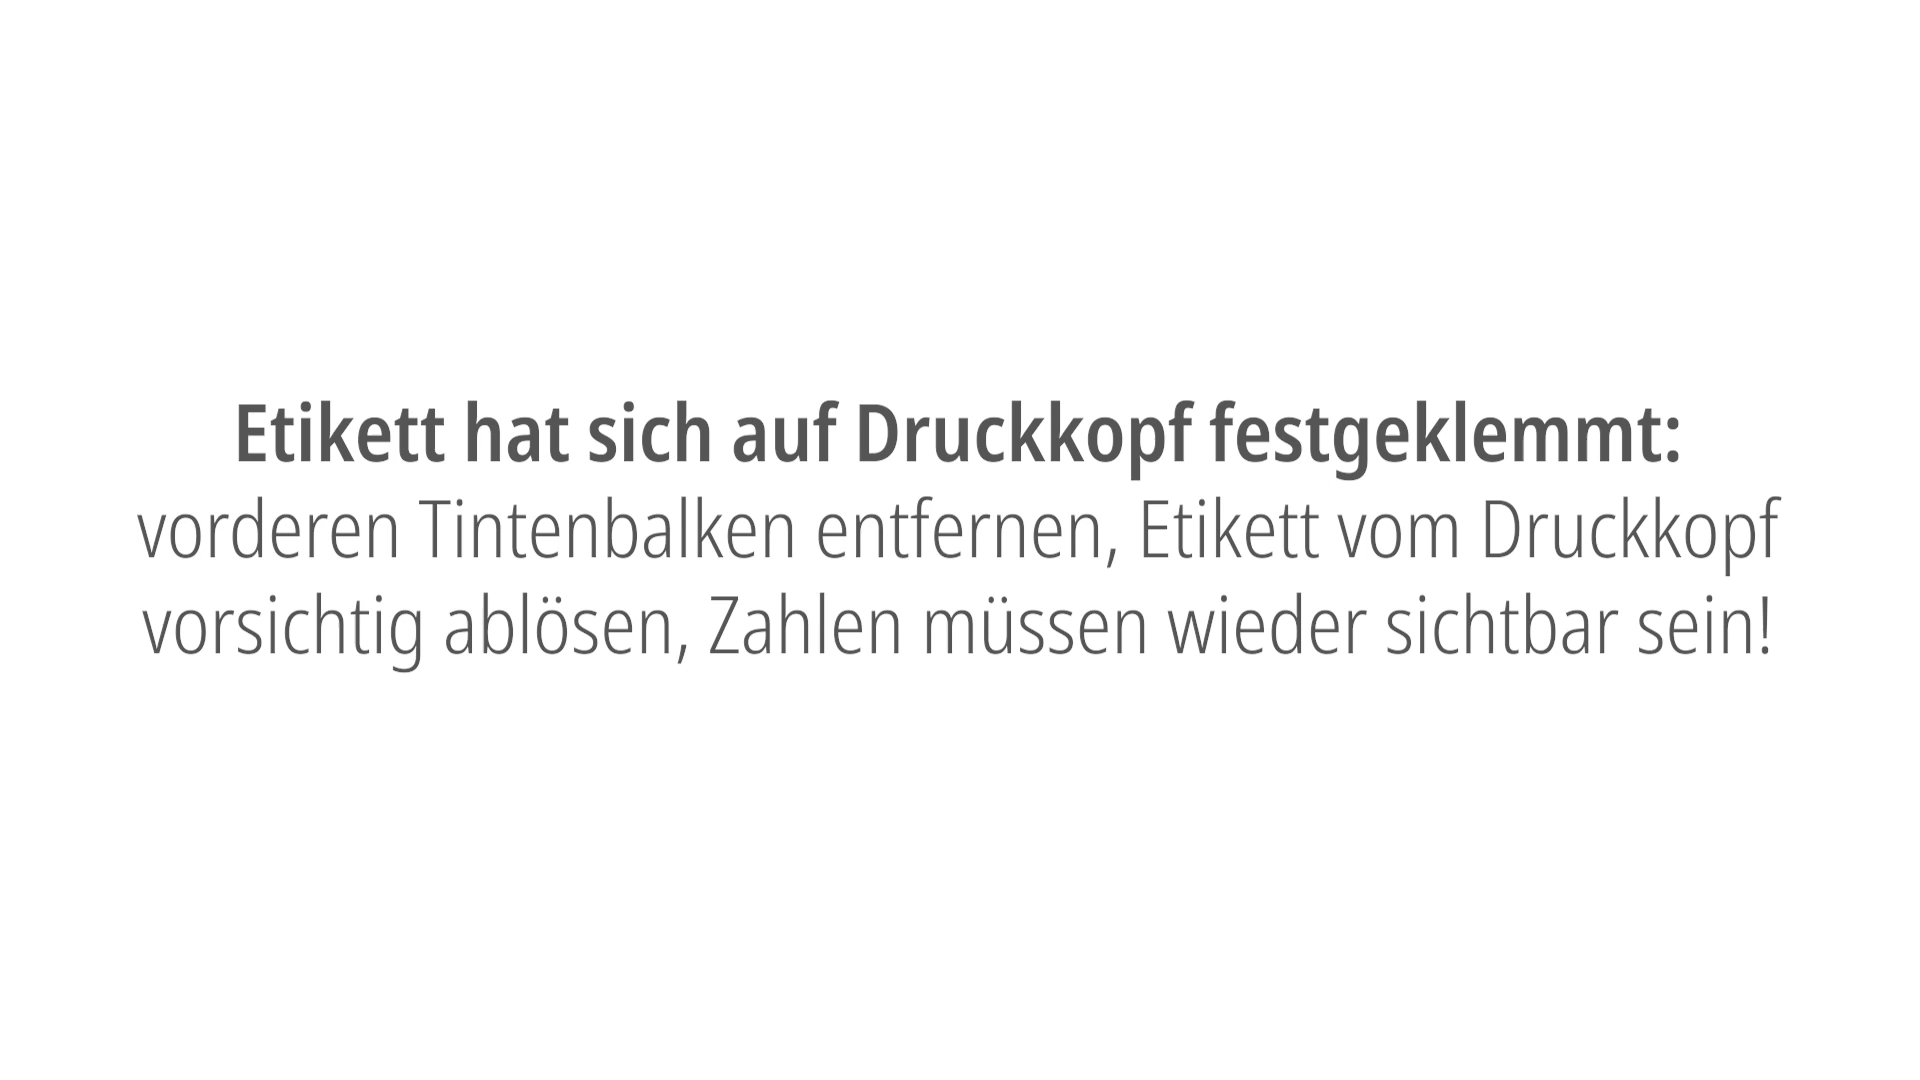 Etikett hat sich auf Druckkopf festgeklemmt:
vorderen Tintenbalken entfernen, Etikett vom Druckkopf
vorsichtig ablösen, Zahlen müssen wieder sichtbar sein!